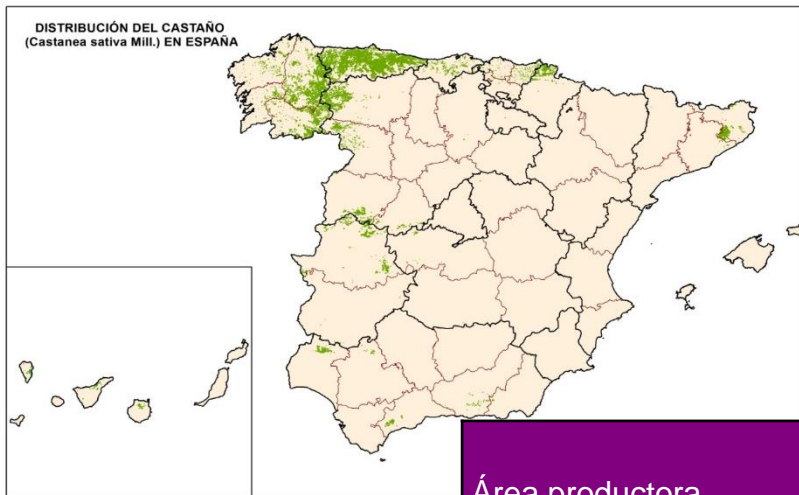 DISTRIBUCIÓN DEL CASTAÑO
(Castanea sativa Mill.) EN ESPAÑA
Área productora